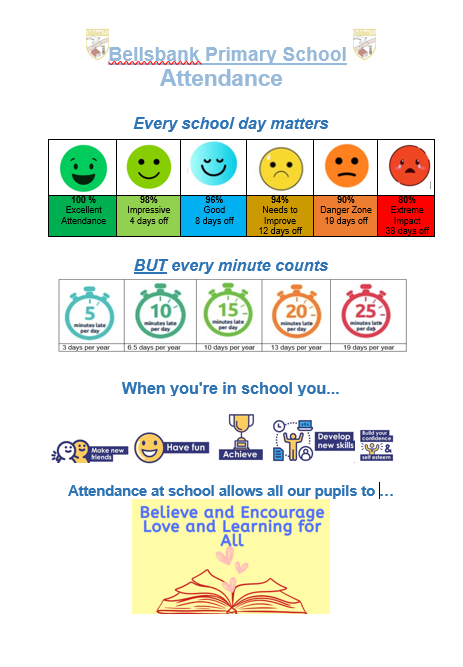 Bellsbank Primary School
Attendance
Every school day matters
100 % 98% 96% 94% 90% 80%
Excellent Impressive Good Needs to Danger Zone Extreme
Attendance 4 days off 8 days off Improve 19 days off Impact
12 days off 38 days off
BUT every minute counts
5 10 15 20 25
minutes late minutes late minutes late minutes late minutes late
per day per day per day per day per day
3 days per year 6.5 days per year 10 days per year 13 days per year 19 days per year
When you're in school you...
Make new
friends
Have fun
Achieve
Develop
new skills
Build your
confidence
&
self esteem
Attendance at school allows all our pupils to …
Believe and Encourage
Love and Learning for
All